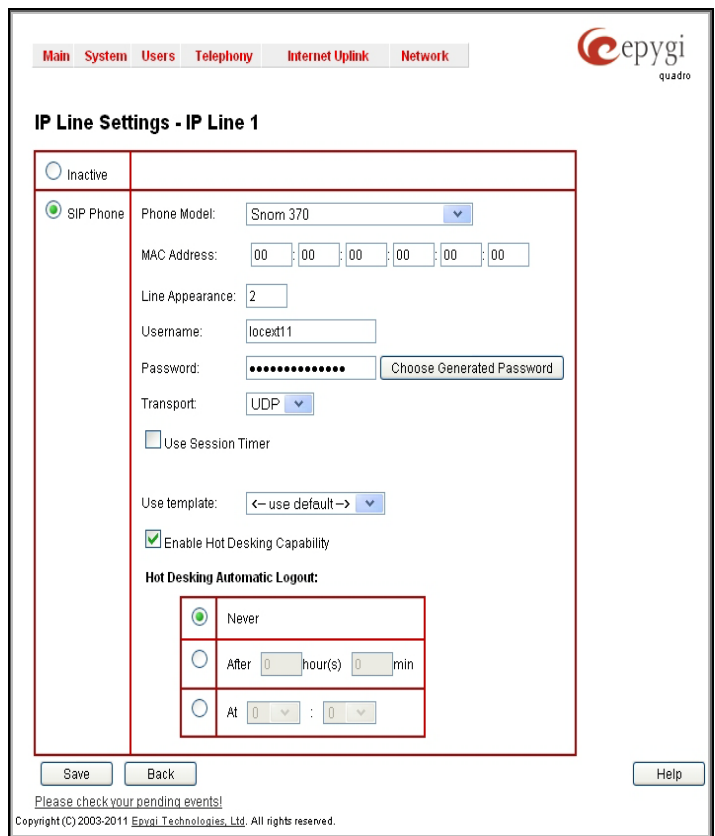 epygi
quadro
Main System Users Telephony Internet Uplink Network
IP Line Settings - IP Line 1
Inactive
SIP Phone
Phone Model: Snom 370
MAC Address: 00 : 00 : 00 : 00 : 00 : 00
Line Appearance: 2
Username: locext11
Password: •••••••••••••• Choose Generated Password
Transport: UDP
Use Session Timer
Use template: <-- use default -->
Enable Hot Desking Capability
Hot Desking Automatic Logout:
Never
After 0 hour(s) 0 min
At 0 : 0
Save Back Help
Please check your pending events!
Copyright (C) 2003-2011 Epygi Technologies, Ltd. All rights reserved.